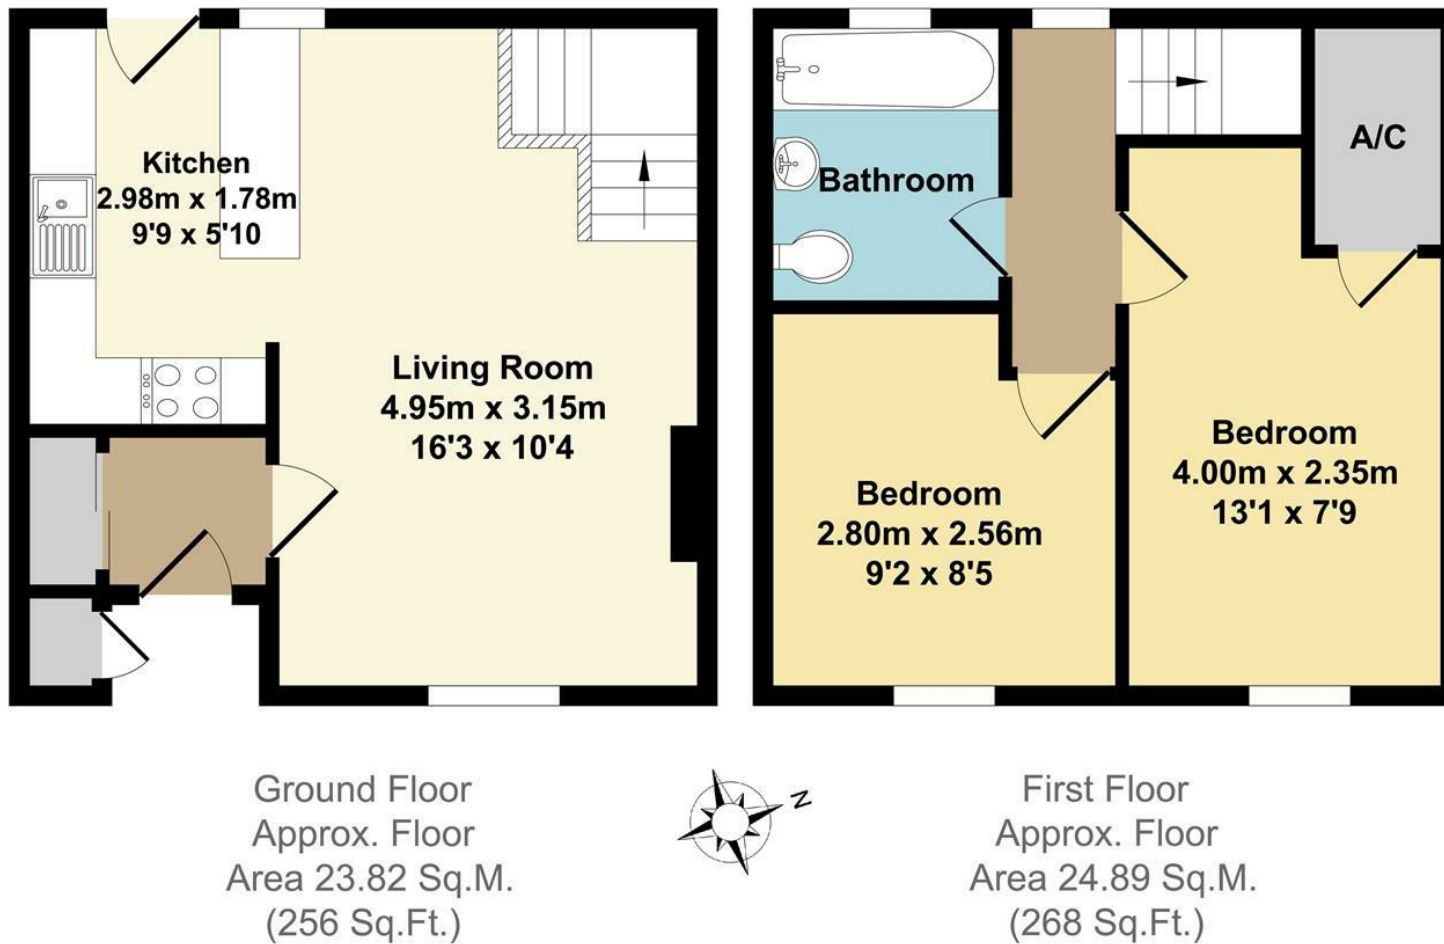 Kitchen
2.98m x 1.78m
9'9 x 5'10
Living Room
4.95m x 3.15m
16'3 x 10'4
Bathroom
A/C
Bedroom
2.80m x 2.56m
9'2 x 8'5
Bedroom
4.00m x 2.35m
13'1 x 7'9
Ground Floor
Approx. Floor
Area 23.82 Sq.M.
(256 Sq.Ft.)
N
First Floor
Approx. Floor
Area 24.89 Sq.M.
(268 Sq.Ft.)